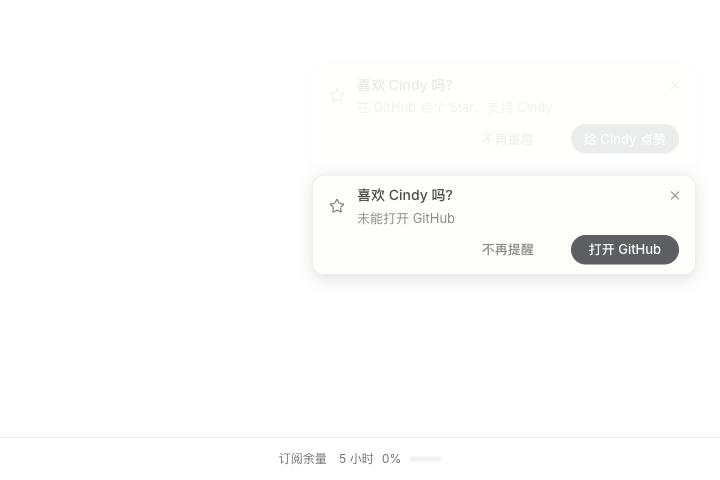 喜欢 Cindy 吗?
在 GitHub 点个 Star，支持 Cindy
不再提醒
给 Cindy 点赞
喜欢 Cindy 吗?
未能打开 GitHub
不再提醒
打开 GitHub
订阅余量 5 小时 0%